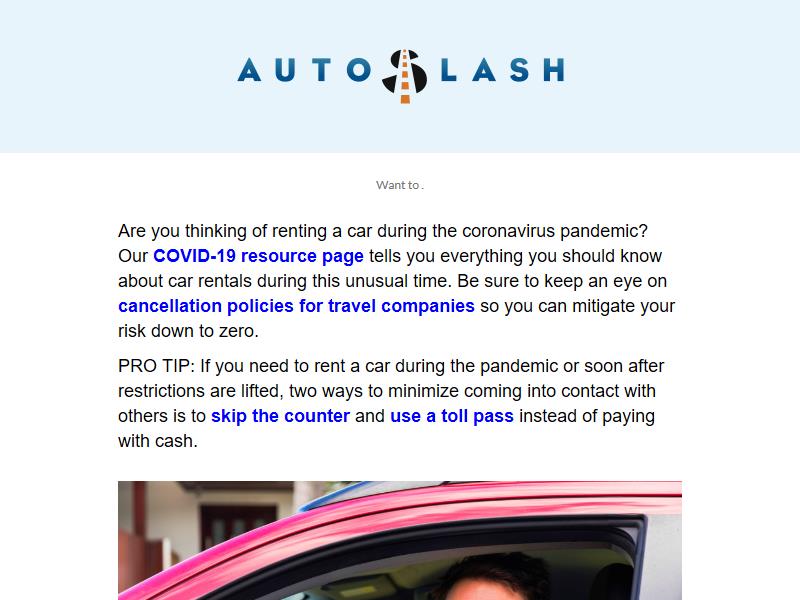 AUTOSLASH
Want to .
Are you thinking of renting a car during the coronavirus pandemic?
Our COVID-19 resource page tells you everything you should know
about car rentals during this unusual time. Be sure to keep an eye on
cancellation policies for travel companies so you can mitigate your
risk down to zero.
PRO TIP: If you need to rent a car during the pandemic or soon after
restrictions are lifted, two ways to minimize coming into contact with
others is to skip the counter and use a toll pass instead of paying
with cash.